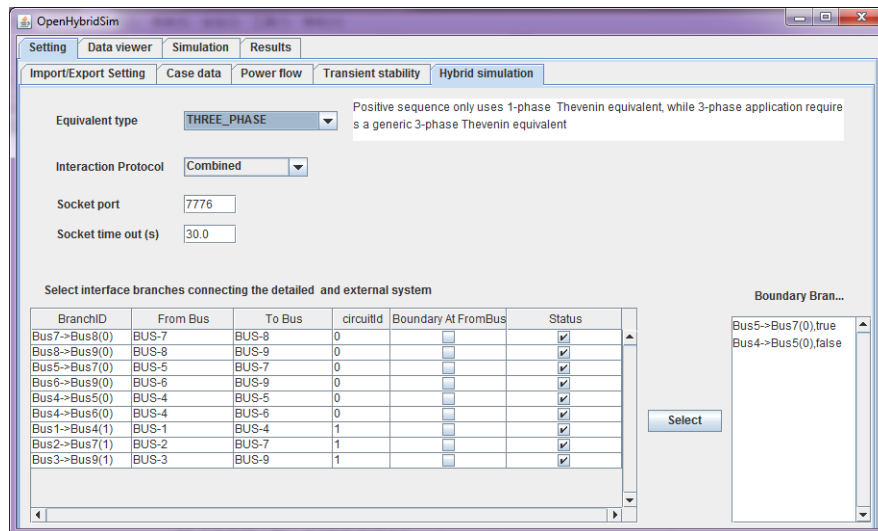 OpenHybridSim
Setting Data viewer Simulation Results
Import/Export Setting Case data Power flow Transient stability Hybrid simulation
Equivalent type THREE_PHASE
Positive sequence only uses 1-phase Thevenin equivalent, while 3-phase application require
s a generic 3-phase Thevenin equivalent
Interaction Protocol Combined
Socket port 7776
Socket time out (s) 30.0
Select interface branches connecting the detailed and external system
Boundary Bran...
BranchID From Bus To Bus circuitId Boundary At FromBus Status
Bus7->Bus8(0) BUS-7 BUS-8 0
Bus8->Bus9(0) BUS-8 BUS-9 0
Bus5->Bus7(0) BUS-5 BUS-7 0
Bus6->Bus9(0) BUS-6 BUS-9 0
Bus4->Bus5(0) BUS-4 BUS-5 0
Bus4->Bus6(0) BUS-4 BUS-6 0
Bus1->Bus4(1) BUS-1 BUS-4 1
Bus2->Bus7(1) BUS-2 BUS-7 1
Bus3->Bus9(1) BUS-3 BUS-9 1
Select
Bus5->Bus7(0),true
Bus4->Bus5(0),false